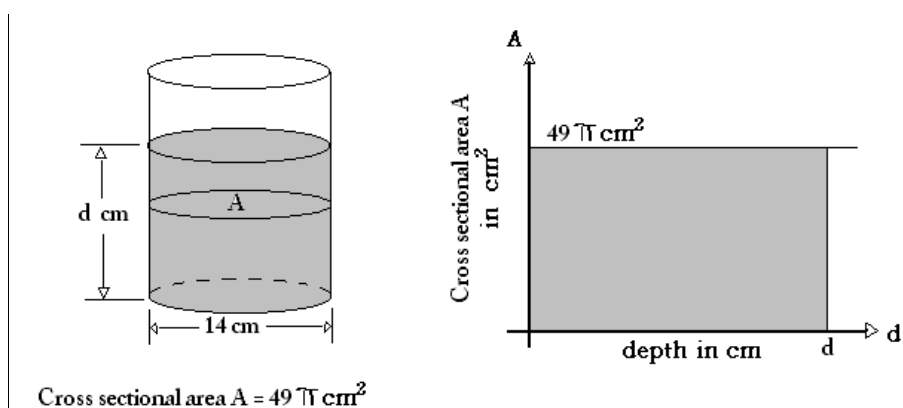 d cm
A
14 cm
Cross sectional area A = 49 π cm²
A
Cross sectional area A
in cm²
49 π cm²
depth in cm
d
d